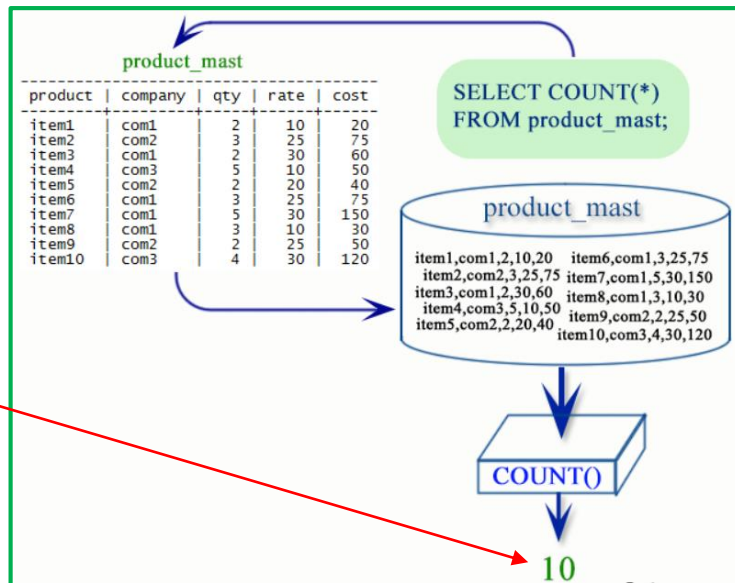 product_mast
product | company | qty | rate | cost
item1 | com1 | 2 | 10 | 20
item2 | com2 | 3 | 25 | 75
item3 | com1 | 2 | 30 | 60
item4 | com3 | 5 | 10 | 50
item5 | com2 | 2 | 20 | 40
item6 | com1 | 3 | 25 | 75
item7 | com1 | 5 | 30 | 150
item8 | com1 | 3 | 10 | 30
item9 | com2 | 2 | 25 | 50
item10 | com3 | 4 | 30 | 120
SELECT COUNT(*)
FROM product_mast;
product_mast
item1,com1,2,10,20 item6,com1,3,25,75
item2,com2,3,25,75 item7,com1,5,30,150
item3,com1,2,30,60 item8,com1,3,10,30
item4,com3,5,10,50 item9,com2,2,25,50
item5,com2,2,20,40 item10,com3,4,30,120
COUNT()
10